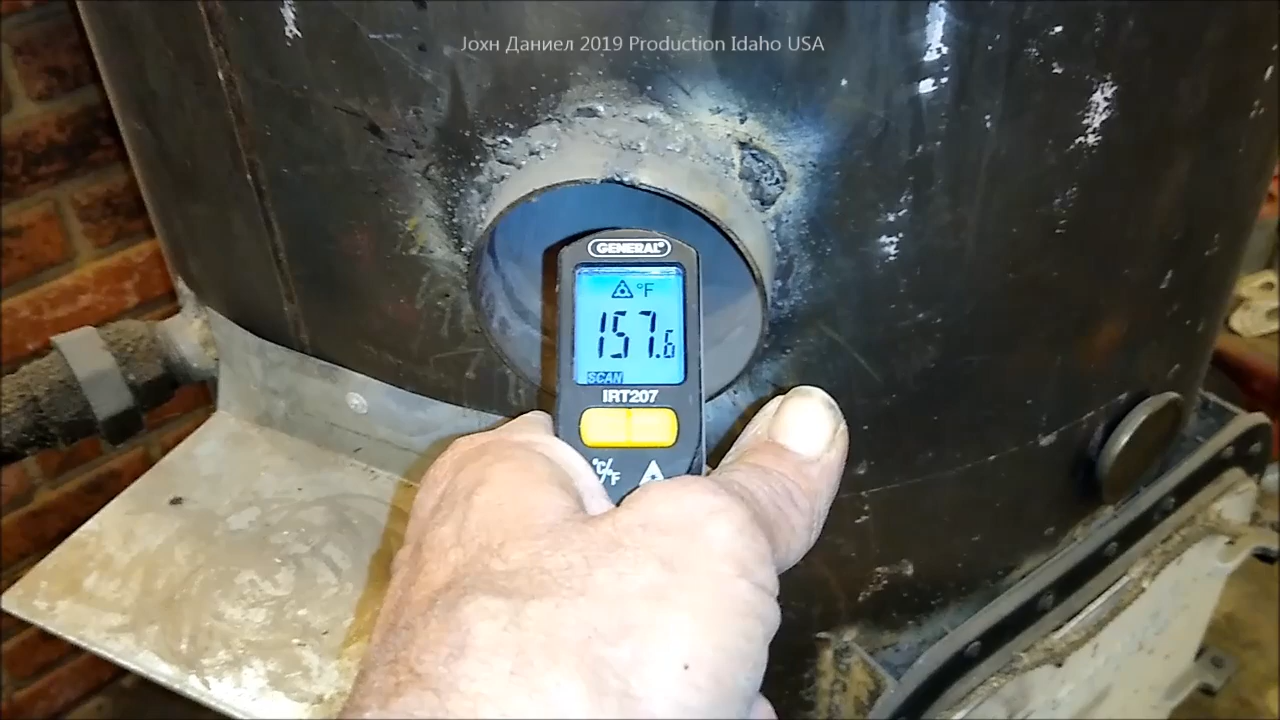 Јохн Даниел 2019 Production Idaho USA
GENERAL®
°F
157.6
SCAN
IRT207
°C/°F